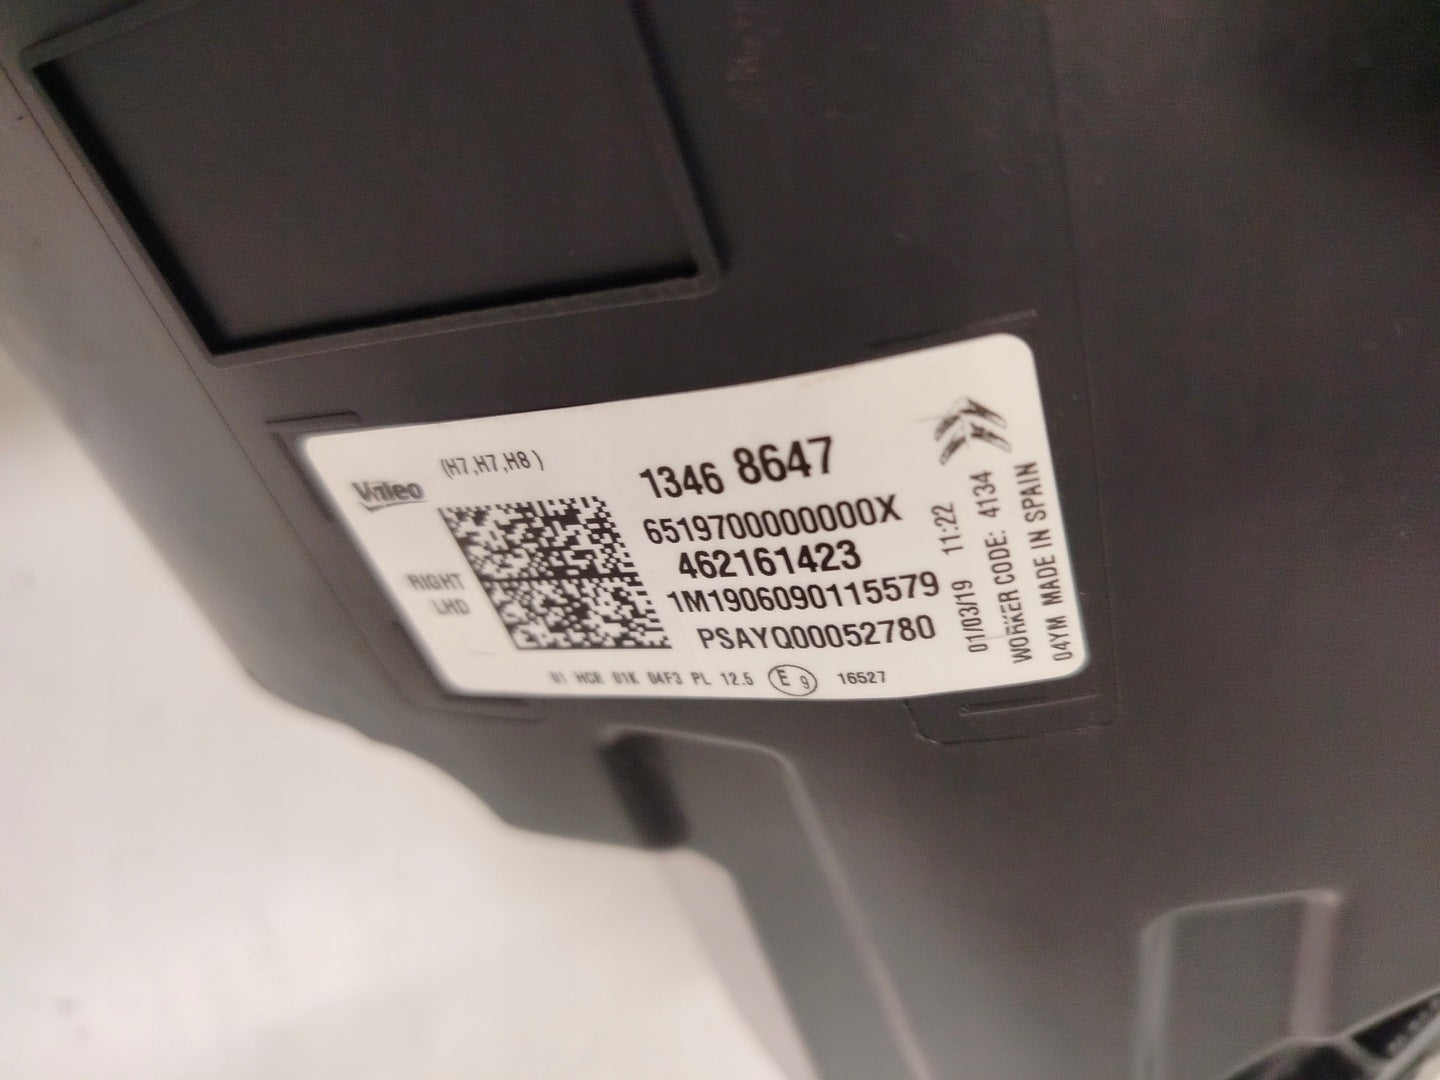 Valeo
(H7,H7,H8)
RIGHT
LHD
1346 8647
6519700000000X
462161423
1M1906090115579
PSAYQ00052780
01/03/19 11:22
WORKER CODE: 4134
04YM MADE IN SPAIN
01 HCR 01K 04F3 PL 12.5 E 9 16527